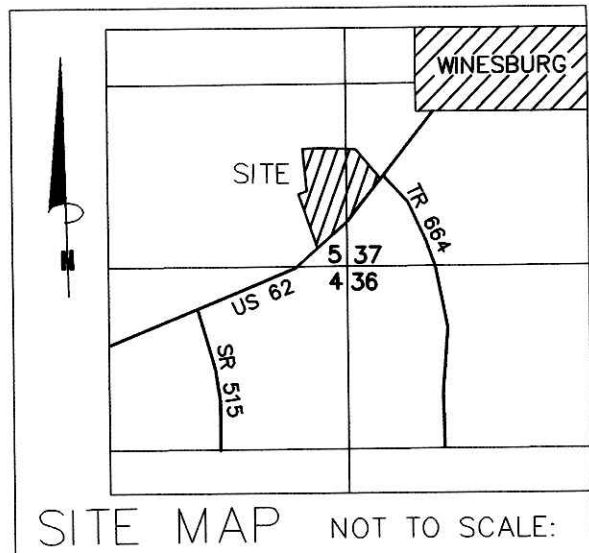 WINESBURG
SITE
TR 664
5 37
4 36
US 62
N
SR 515
SITE MAP NOT TO SCALE: